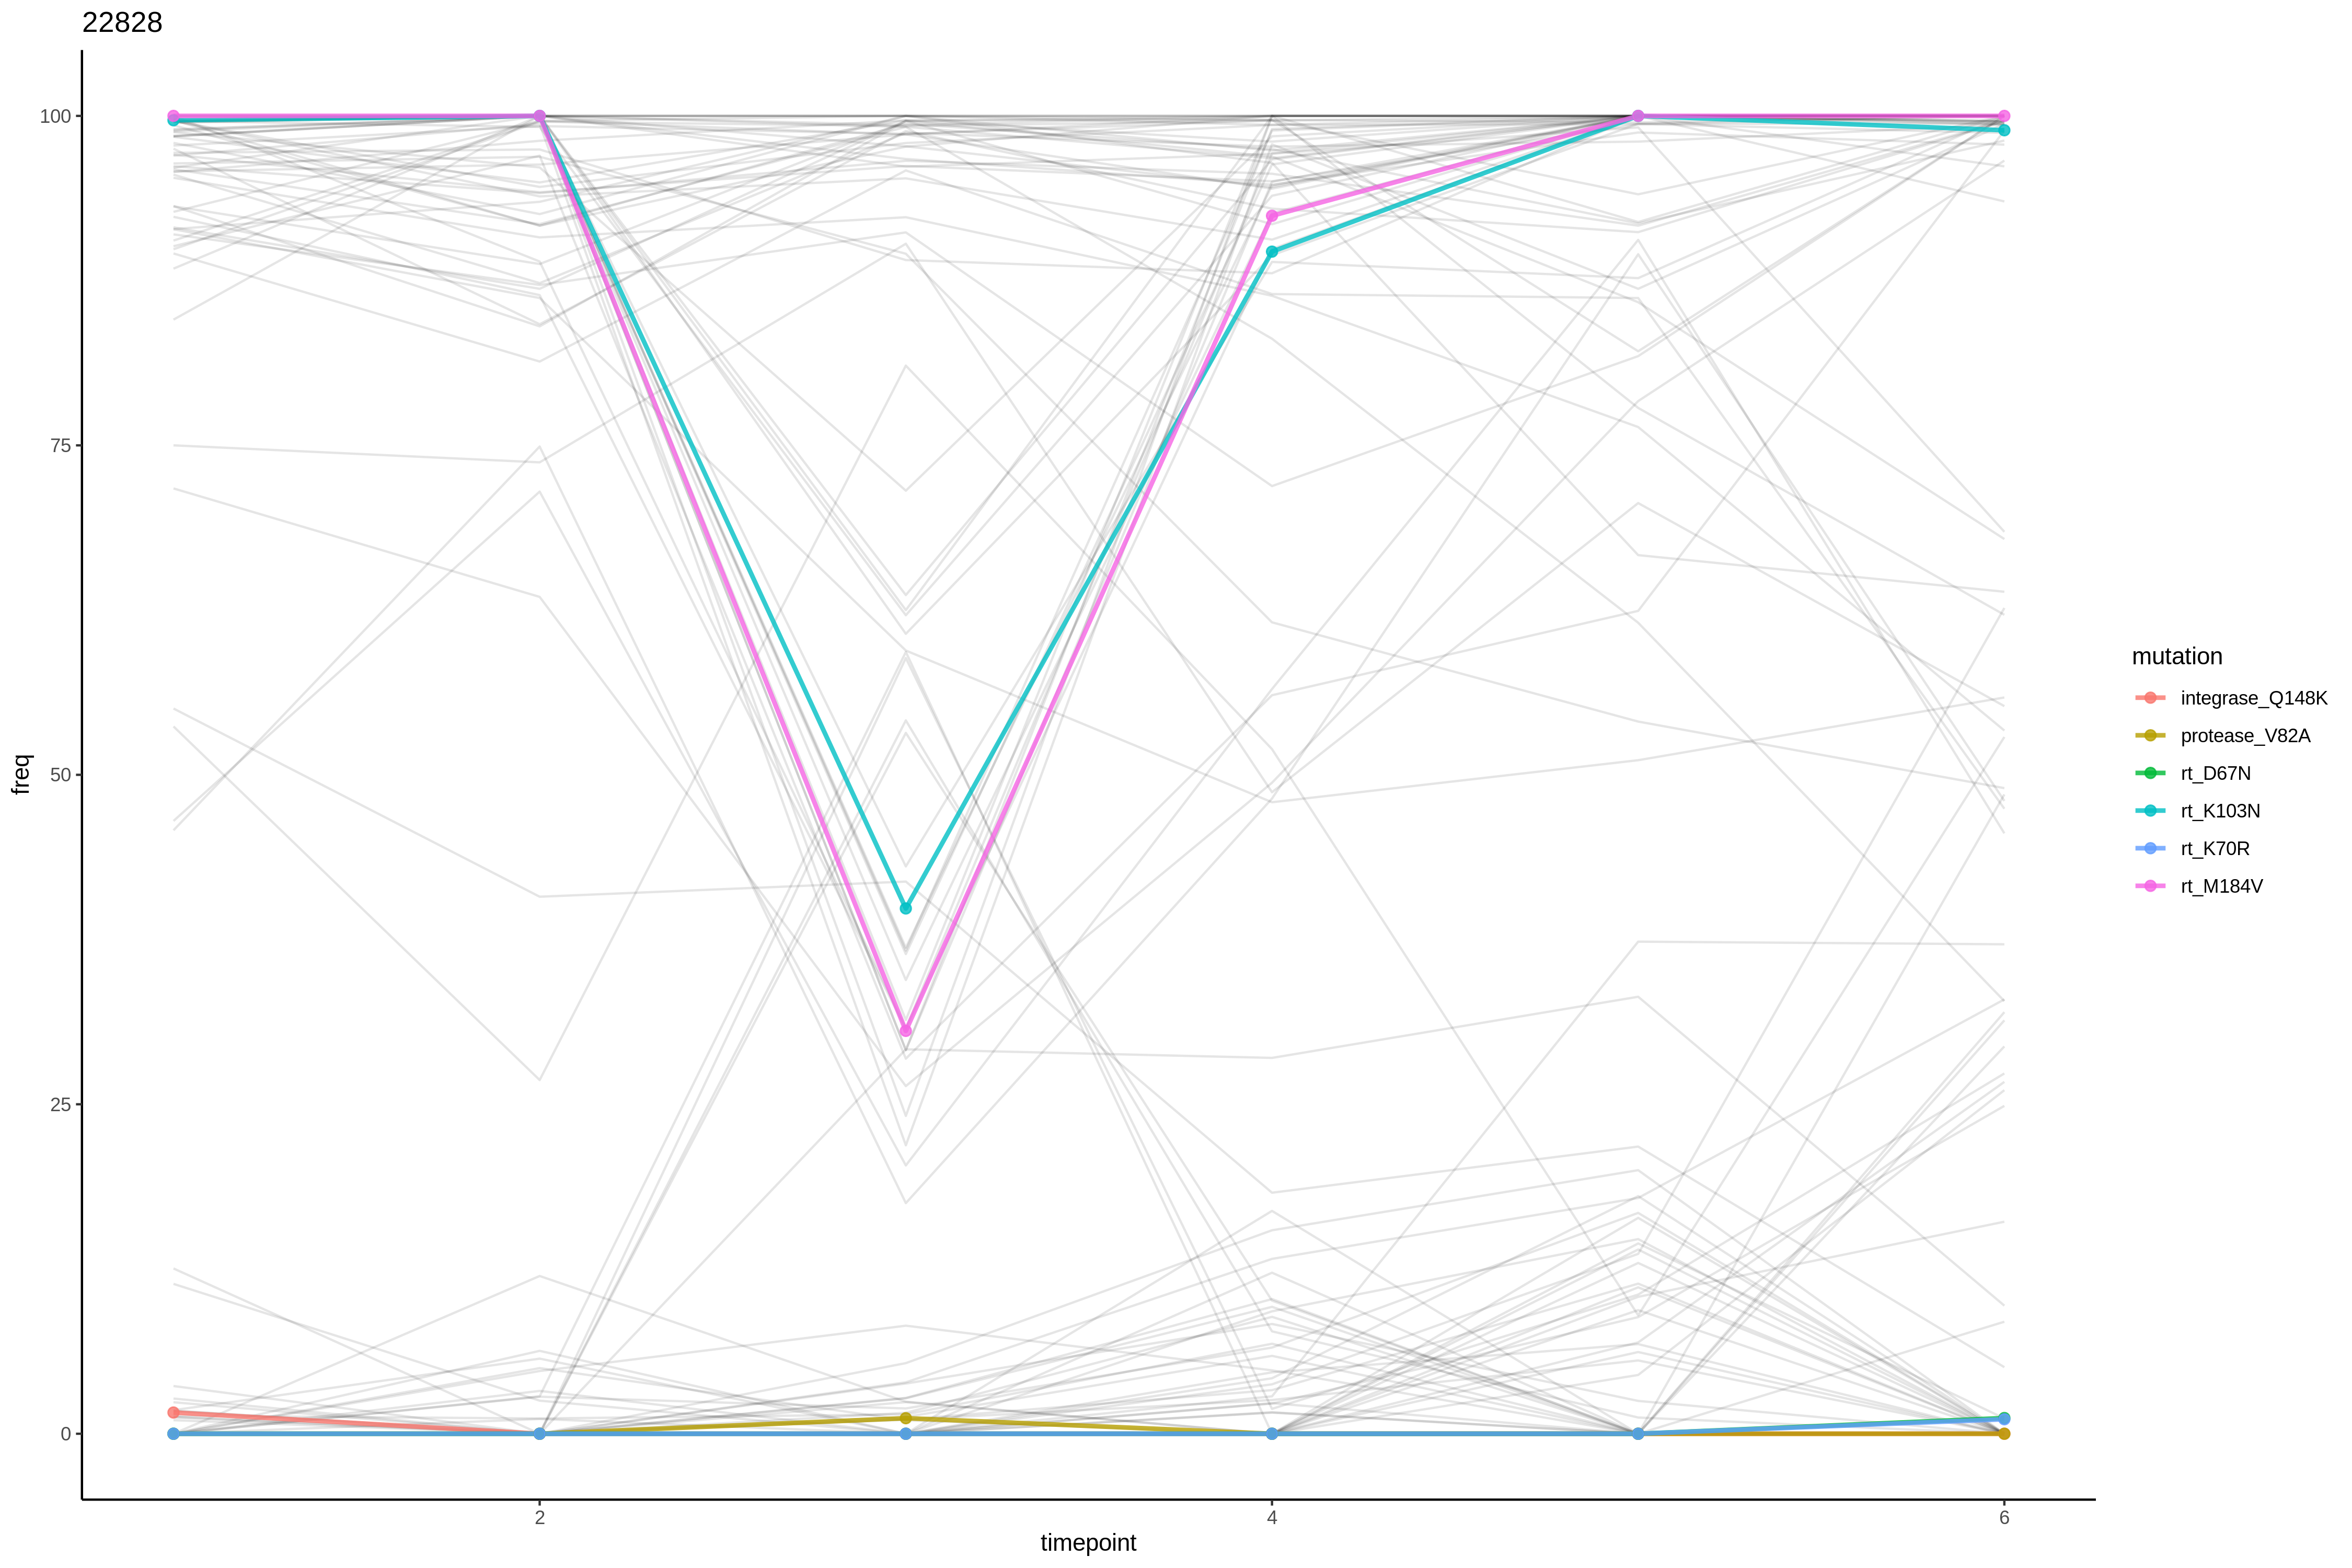 22828
100
75
50
25
0
freq
2
4
6
timepoint
mutation
integrase_Q148K
protease_V82A
rt_D67N
rt_K103N
rt_K70R
rt_M184V